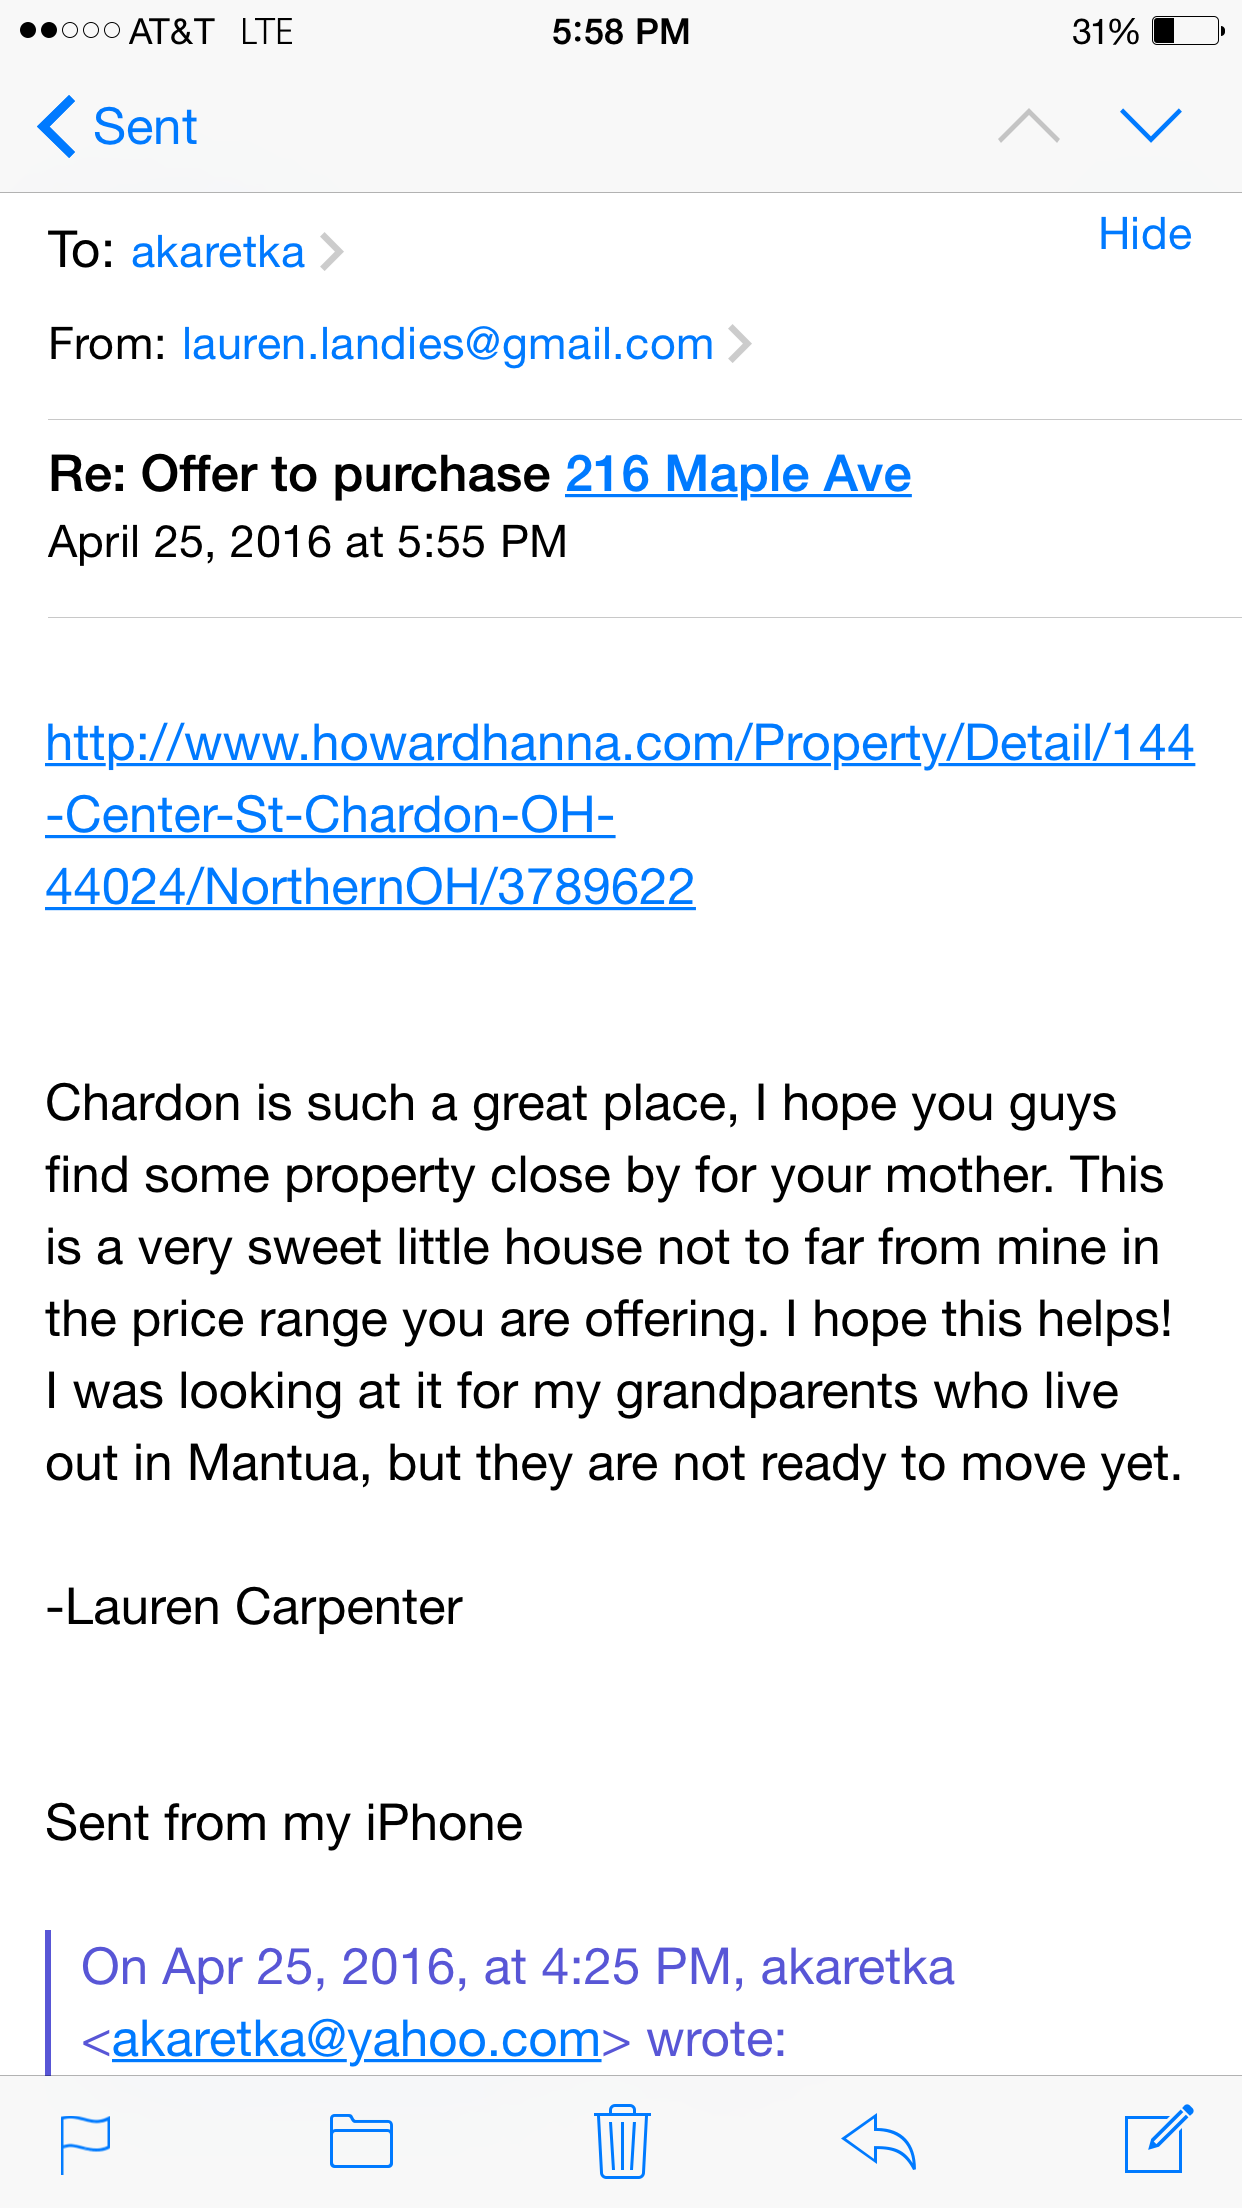 AT&T LTE 5:58 PM 31%
Sent
To: akaretka Hide
From: lauren.landies@gmail.com
Re: Offer to purchase 216 Maple Ave
April 25, 2016 at 5:55 PM
http://www.howardhanna.com/Property/Detail/144
-Center-St-Chardon-OH-
44024/NorthernOH/3789622
Chardon is such a great place, I hope you guys
find some property close by for your mother. This
is a very sweet little house not to far from mine in
the price range you are offering. I hope this helps!
I was looking at it for my grandparents who live
out in Mantua, but they are not ready to move yet.
-Lauren Carpenter
Sent from my iPhone
On Apr 25, 2016, at 4:25 PM, akaretka
<akaretka@yahoo.com> wrote: